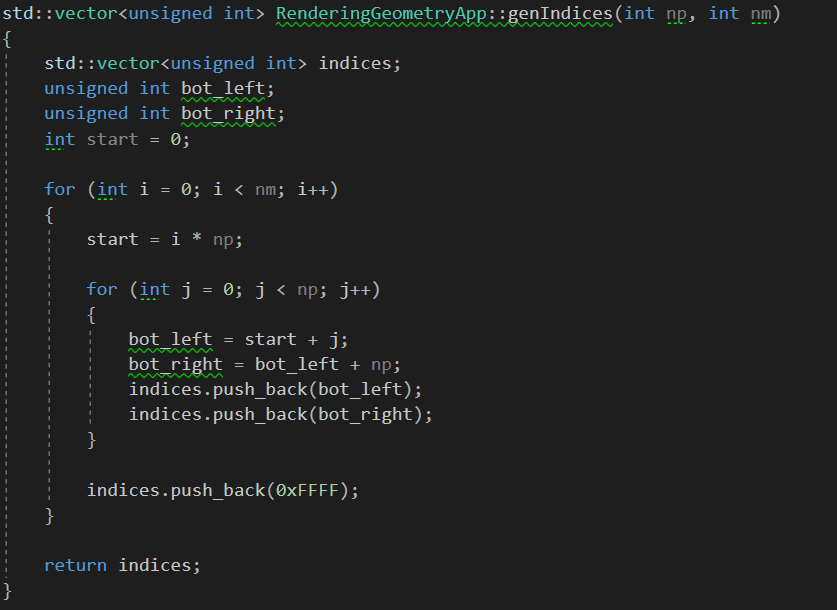 std::vector<unsigned int> RenderingGeometryApp::genIndices(int np, int nm)
{
    std::vector<unsigned int> indices;
    unsigned int bot_left;
    unsigned int bot_right;
    int start = 0;

    for (int i = 0; i < nm; i++)
    {
        start = i * np;

        for (int j = 0; j < np; j++)
        {
            bot_left = start + j;
            bot_right = bot_left + np;
            indices.push_back(bot_left);
            indices.push_back(bot_right);
        }

        indices.push_back(0xFFFF);
    }

    return indices;
}